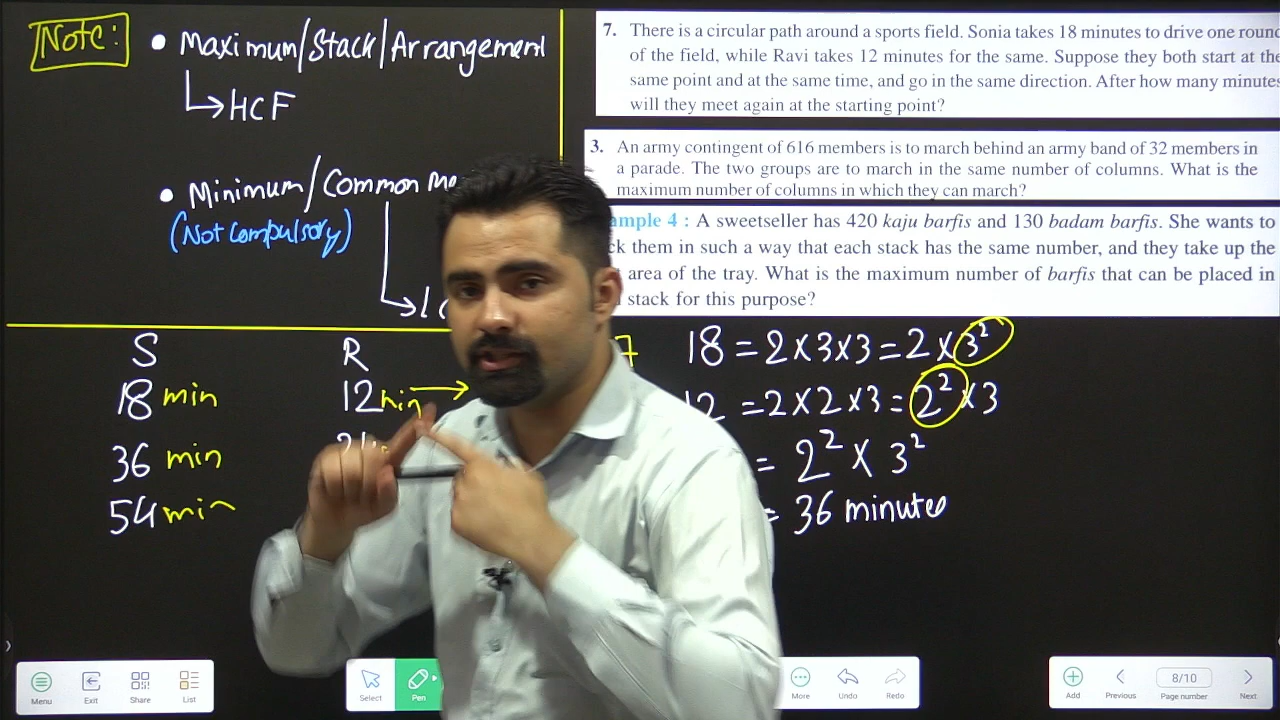 Note:
• Maximum/Stack/Arrangement
↳ HCF
• Minimum/Common
(Not compulsory)
7. There is a circular path around a sports field. Sonia takes 18 minutes to drive one round
of the field, while Ravi takes 12 minutes for the same. Suppose they both start at the
same point and at the same time, and go in the same direction. After how many minutes
will they meet again at the starting point?
3. An army contingent of 616 members is to march behind an army band of 32 members in
a parade. The two groups are to march in the same number of columns. What is the
maximum number of columns in which they can march?
ample 4 : A sweetseller has 420 kaju barfis and 130 badam barfis. She wants to
ck them in such a way that each stack has the same number, and they take up the
area of the tray. What is the maximum number of barfis that can be placed in
stack for this purpose?
S R
18 min 12 min →
36 min
54 min
7
18 = 2×3×3 = 2×3²
12 = 2×2×3 = 2²×3
= 2² × 3²
= 36 minutes
Menu Exit Share List Select Pen More Undo Redo Add Previous 8/10 Page number Next